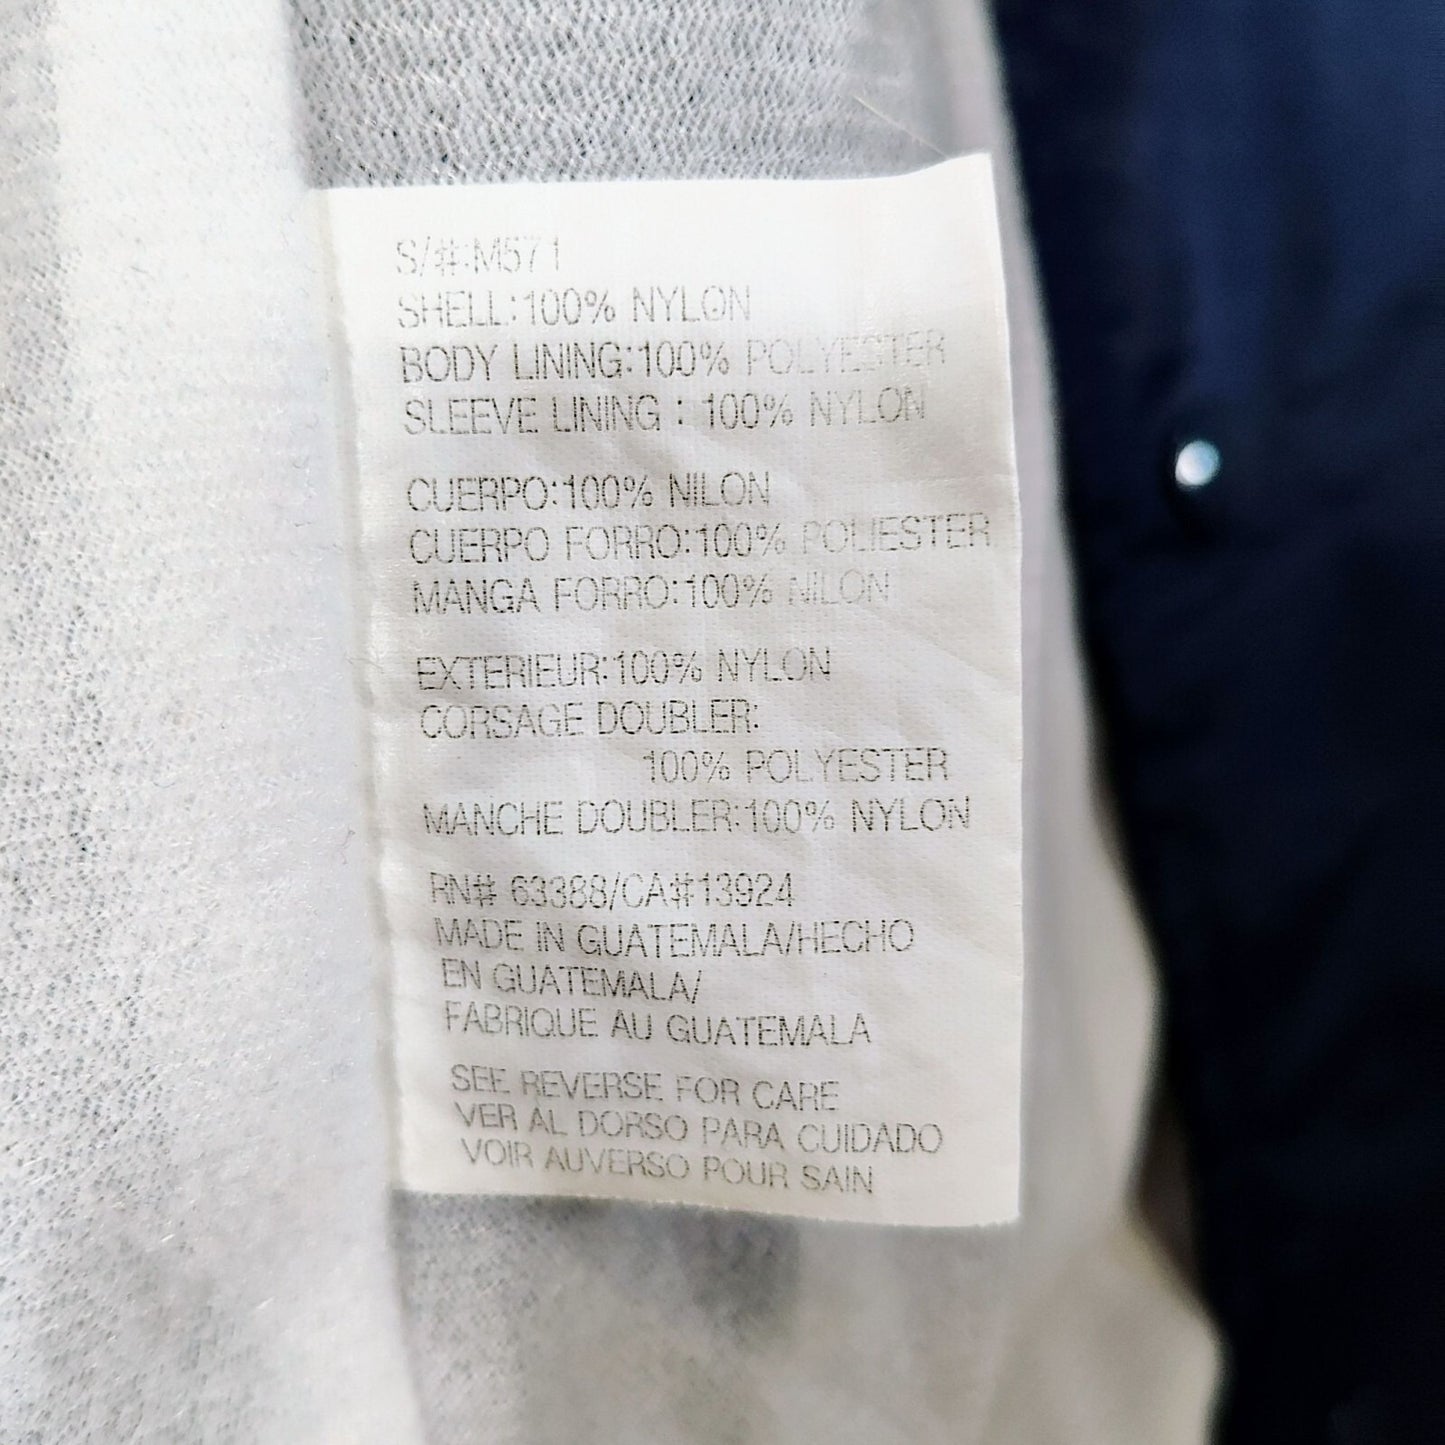 S/#:M571
SHELL:100% NYLON
BODY LINING:100% POLYESTER
SLEEVE LINING : 100% NYLON
CUERPO:100% NILON
CUERPO FORRO:100% POLIESTER
MANGA FORRO:100% NILON
EXTERIEUR:100% NYLON
CORSAGE DOUBLER:
100% POLYESTER
MANCHE DOUBLER:100% NYLON
RN# 63388/CA#13924
MADE IN GUATEMALA/HECHO
EN GUATEMALA/
FABRIQUE AU GUATEMALA
SEE REVERSE FOR CARE
VER AL DORSO PARA CUIDADO
VOIR AUVERSO POUR SAIN